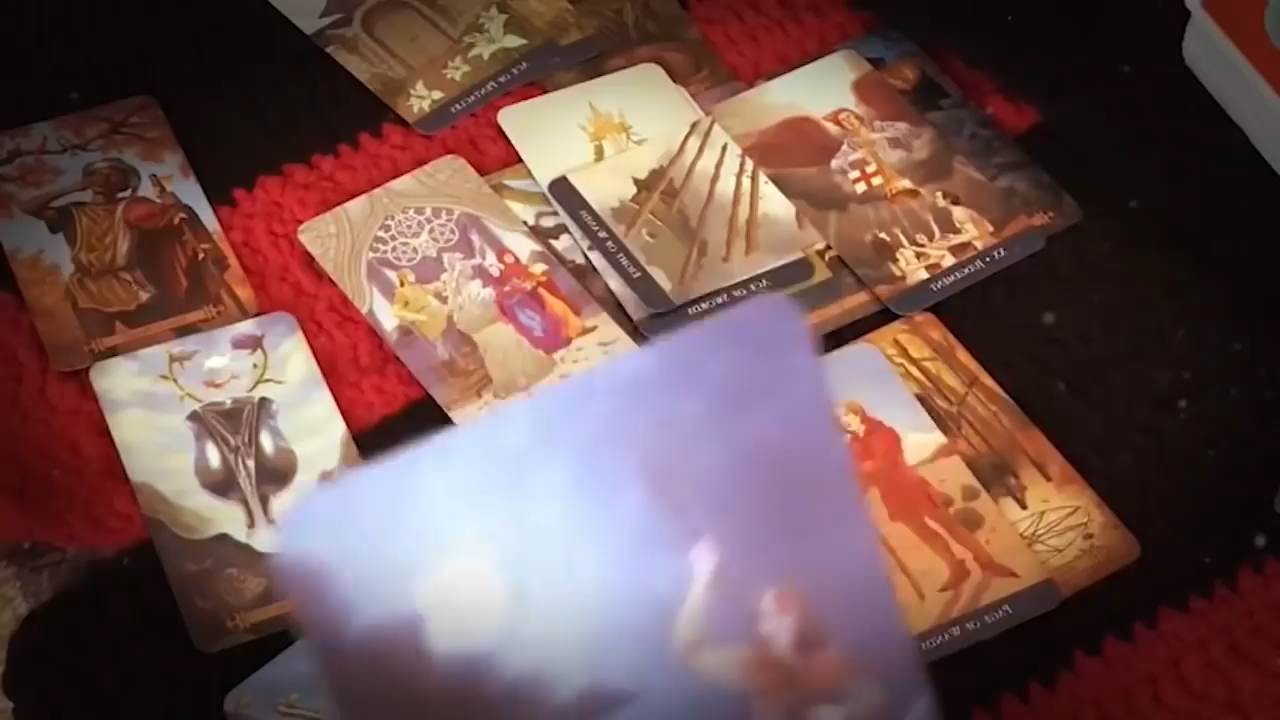 ACE OF PENTACLES
EIGHT OF WANDS
ACE OF SWORDS
XX • JUDGEMENT
PAGE OF WANDS